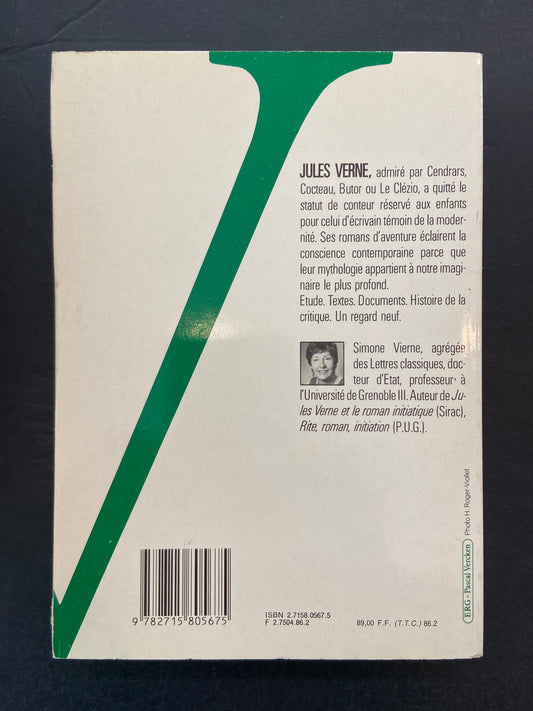 JULES VERNE, admiré par Cendrars,
Cocteau, Butor ou Le Clézio, a quitté le
statut de conteur réservé aux enfants
pour celui d'écrivain témoin de la moder-
nité. Ses romans d'aventure éclairent la
conscience contemporaine parce que
leur mythologie appartient à notre imagi-
naire le plus profond.
Etude. Textes. Documents. Histoire de la
critique. Un regard neuf.
Simone Vierne, agrégée
des Lettres classiques, doc-
teur d'Etat, professeur à
l'Université de Grenoble III. Auteur de Ju-
les Verne et le roman initiatique (Sirac),
Rite, roman, initiation (P.U.G.).
ERG - Pascal Vercken Photo H. Roger-Viollet
9 782715 805675
ISBN 2.7158.0567.5
F 2.7504.86.2
89,00 F.F. (T.T.C.) 86.2